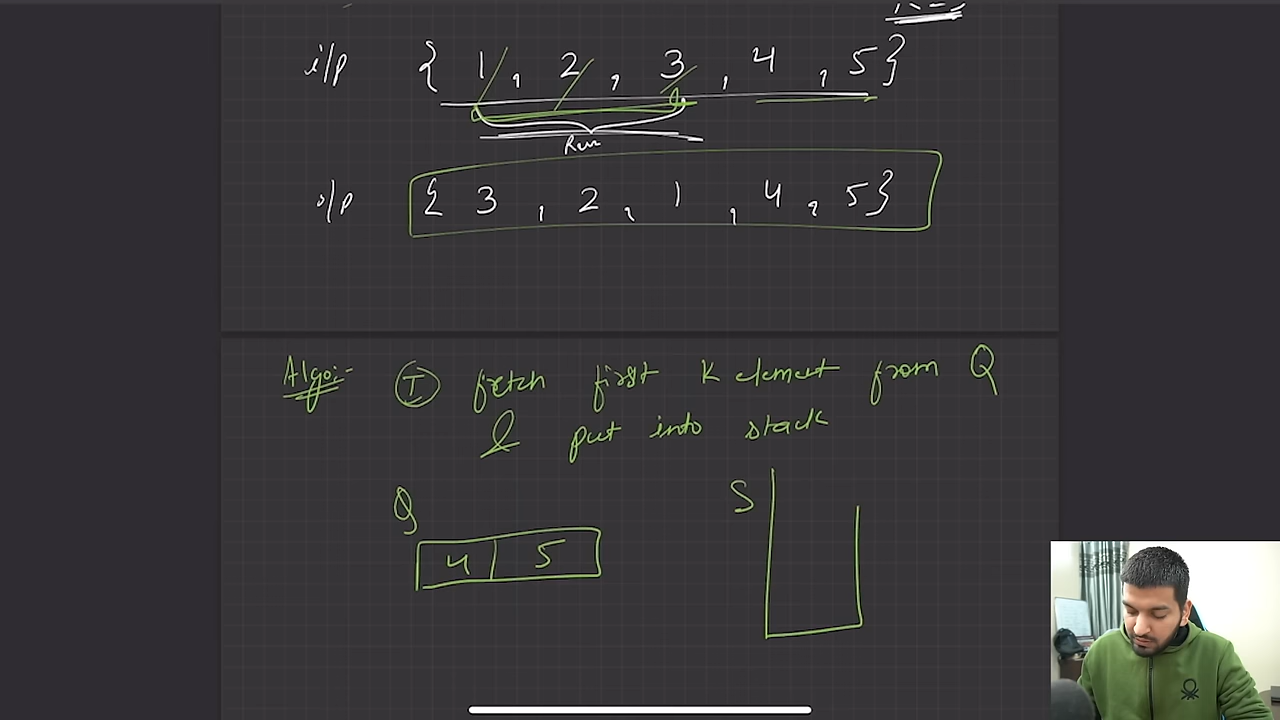 i/p { 1 , 2 , 3 , 4 , 5 }
Rev
o/p { 3 , 2 , 1 , 4 , 5 }
Algo:- I fetch first K element from Q
& put into stack
Q S
4 5